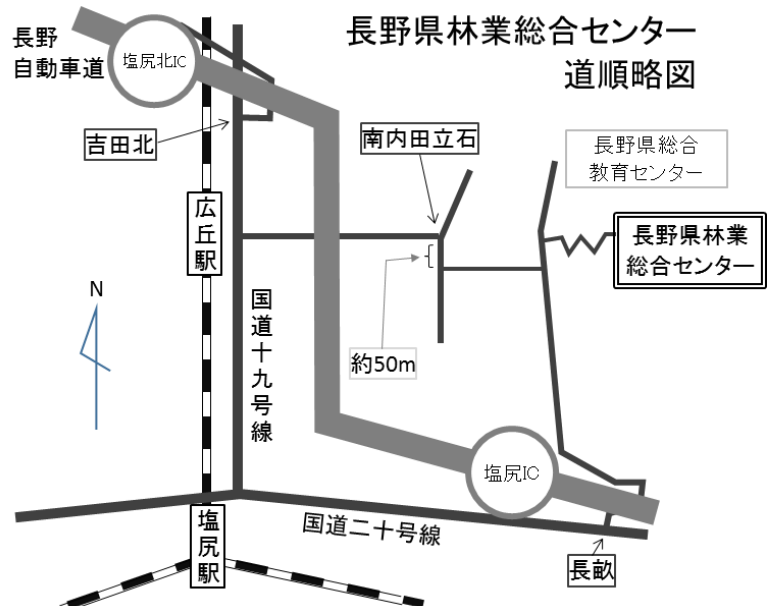 長野県林業総合センター
道順略図
長野
自動車道
塩尻北IC
吉田北
南内田立石
長野県総合
教育センター
長野県林業
総合センター
広丘駅
N
国道十九号線
約50m
塩尻IC
国道二十号線
塩尻駅
長畝